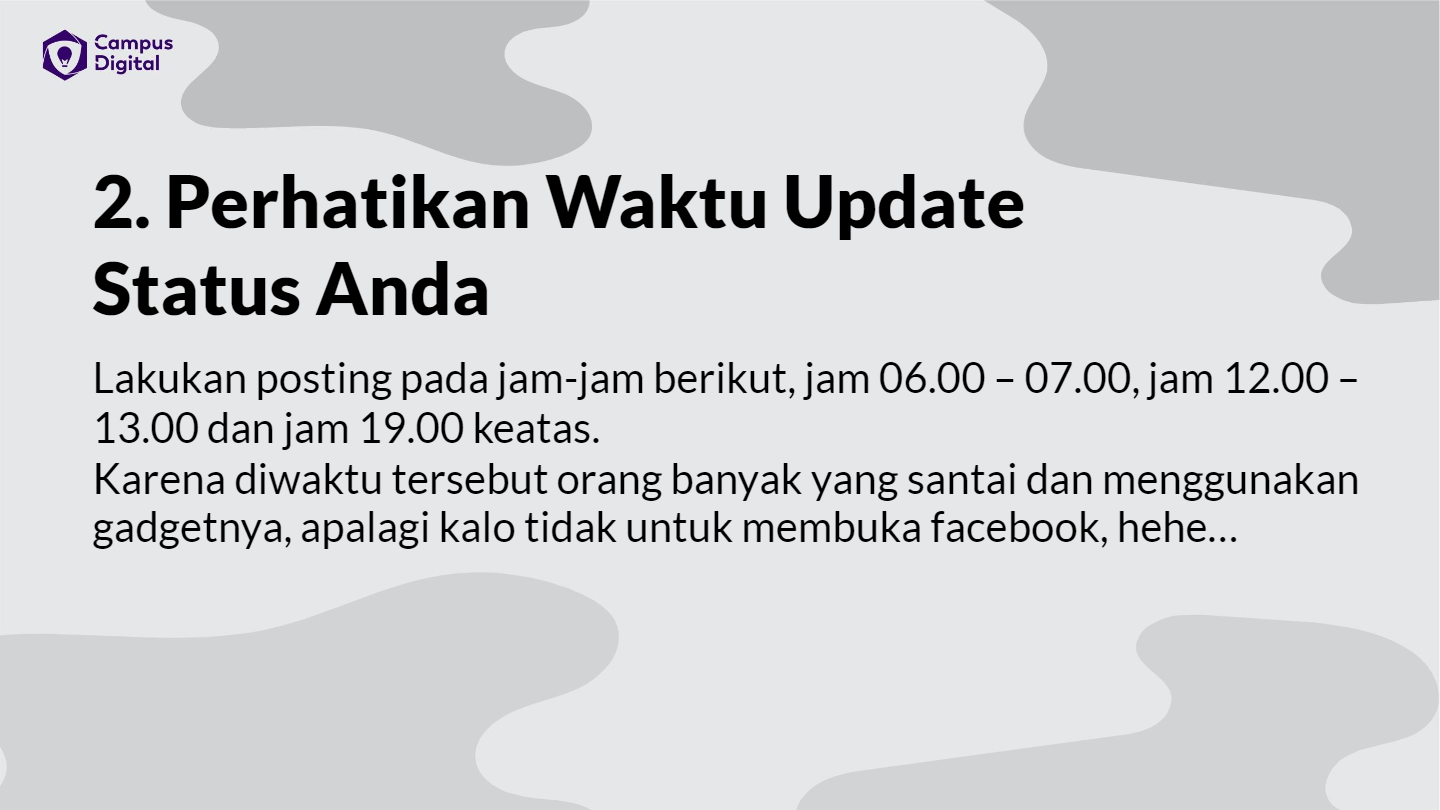 Campus
Digital
2. Perhatikan Waktu Update
Status Anda
Lakukan posting pada jam-jam berikut, jam 06.00 – 07.00, jam 12.00 –
13.00 dan jam 19.00 keatas.
Karena diwaktu tersebut orang banyak yang santai dan menggunakan
gadgetnya, apalagi kalo tidak untuk membuka facebook, hehe…